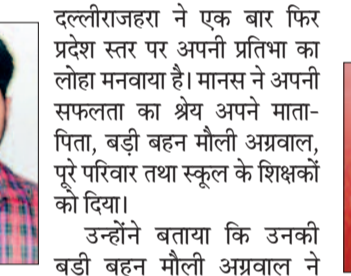 दल्लीराजहरा ने एक बार फिर
प्रदेश स्तर पर अपनी प्रतिभा का
लोहा मनवाया है। मानस ने अपनी
सफलता का श्रेय अपने माता-
पिता, बड़ी बहन मौली अग्रवाल,
पूरे परिवार तथा स्कूल के शिक्षकों
को दिया।
उन्होंने बताया कि उनकी
बडी बहन मौली अग्रवाल ने